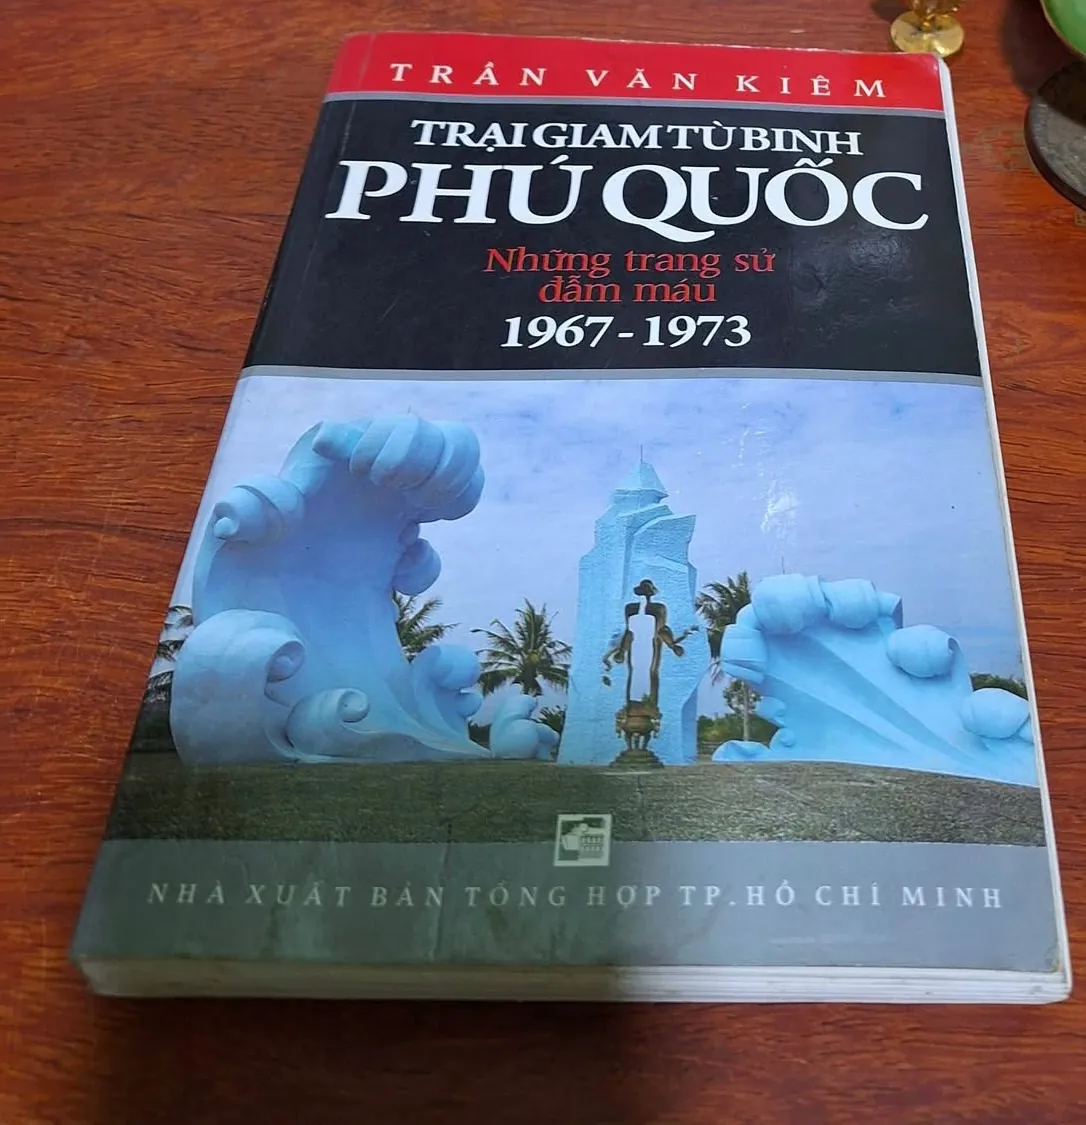 TRẦN VĂN KIÊM
TRẠI GIAM TÙ BINH
PHÚ QUỐC
Những trang sử
đẫm máu
1967-1973
NHÀ XUẤT BẢN TỔNG HỢP TP. HỒ CHÍ MINH